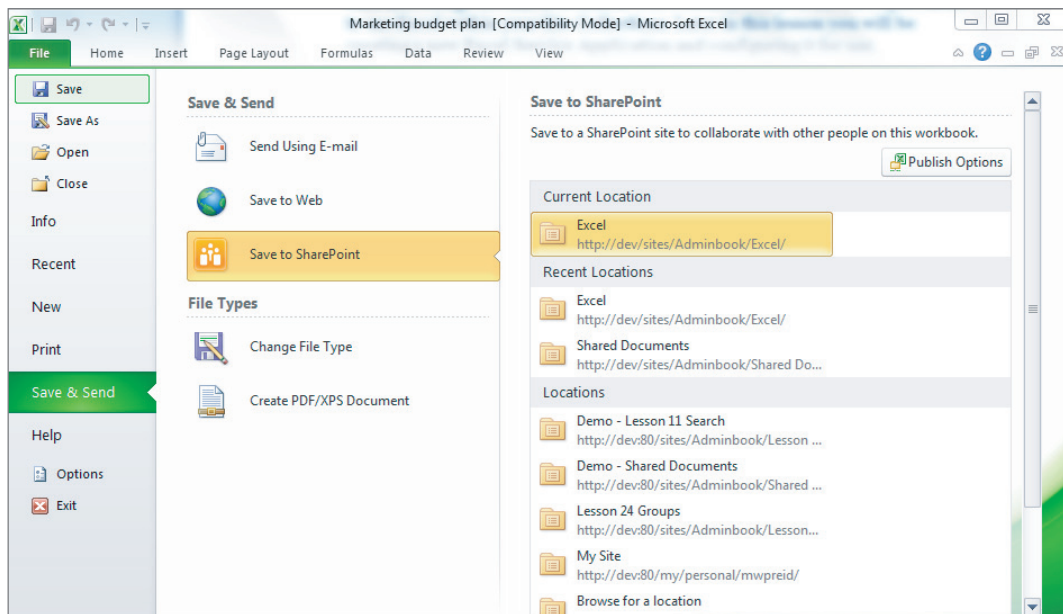 Marketing budget plan [Compatibility Mode] - Microsoft Excel
File Home Insert Page Layout Formulas Data Review View
Save
Save As
Open
Close
Info
Recent
New
Print
Save & Send
Help
Options
Exit
Save & Send
Send Using E-mail
Save to Web
Save to SharePoint
File Types
Change File Type
Create PDF/XPS Document
Save to SharePoint
Save to a SharePoint site to collaborate with other people on this workbook.
Publish Options
Current Location
Excel
http://dev/sites/Adminbook/Excel/
Recent Locations
Excel
http://dev/sites/Adminbook/Excel/
Shared Documents
http://dev/sites/Adminbook/Shared Do...
Locations
Demo - Lesson 11 Search
http://dev:80/sites/Adminbook/Lesson ...
Demo - Shared Documents
http://dev:80/sites/Adminbook/Shared ...
Lesson 24 Groups
http://dev:80/sites/Adminbook/Lesson...
My Site
http://dev:80/my/personal/mwpreid/
Browse for a location